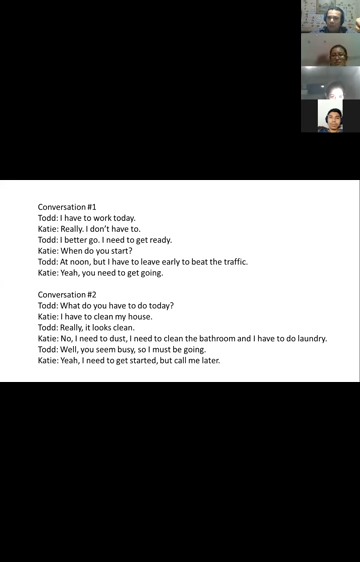 Conversation #1
Todd: I have to work today.
Katie: Really. I don't have to.
Todd: I better go. I need to get ready.
Katie: When do you start?
Todd: At noon, but I have to leave early to beat the traffic.
Katie: Yeah, you need to get going.
Conversation #2
Todd: What do you have to do today?
Katie: I have to clean my house.
Todd: Really, it looks clean.
Katie: No, I need to dust, I need to clean the bathroom and I have to do laundry.
Todd: Well, you seem busy, so I must be going.
Katie: Yeah, I need to get started, but call me later.